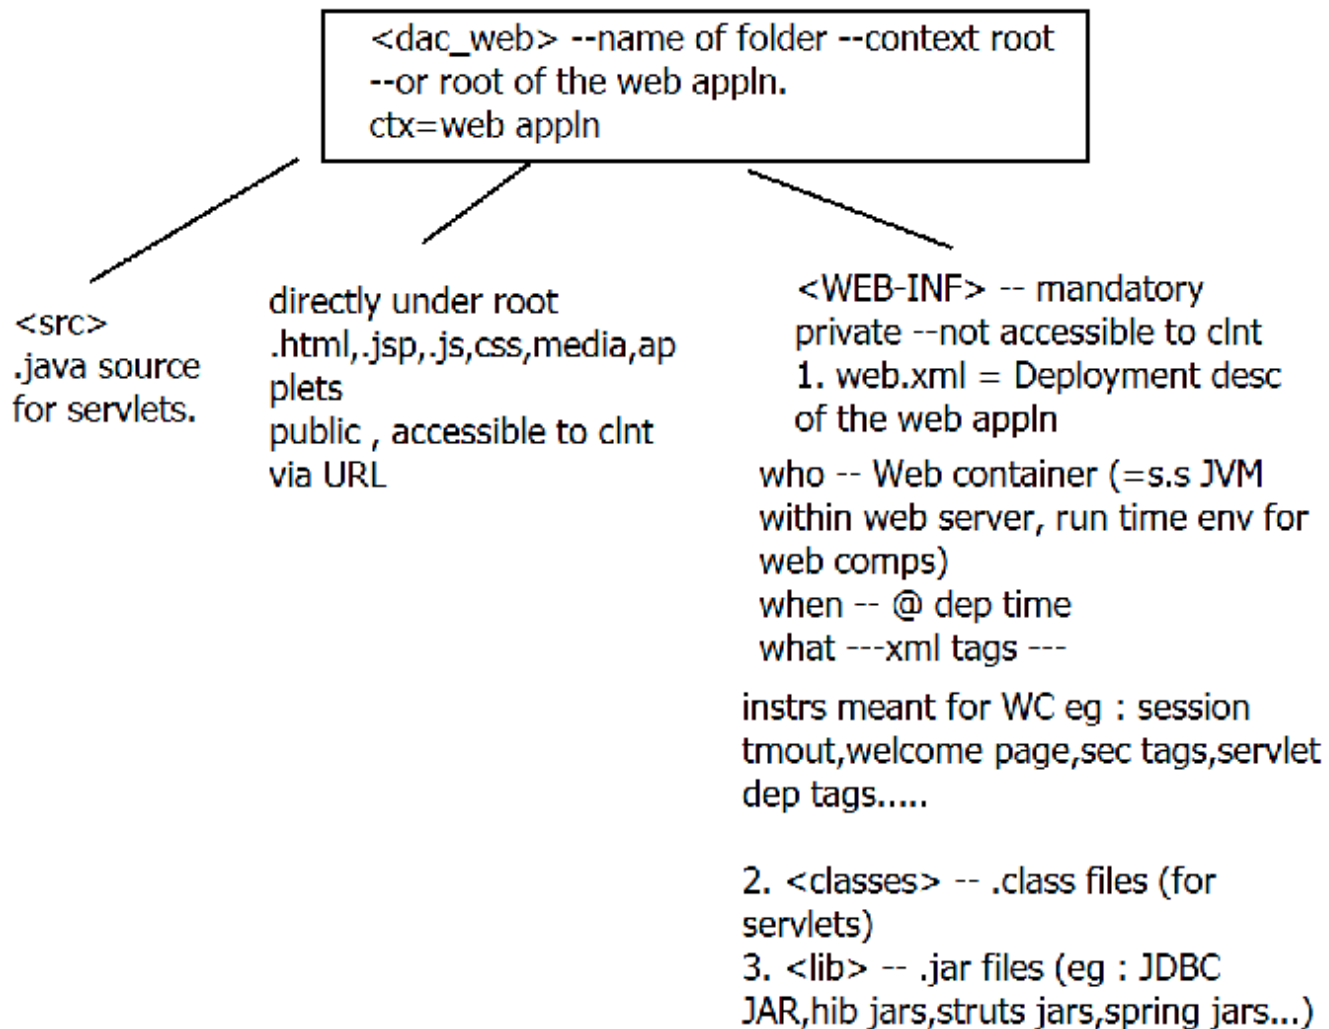 <dac_web> --name of folder --context root
--or root of the web appln.
ctx=web appln
<src>
.java source
for servlets.
directly under root
.html,.jsp,.js,css,media,ap
plets
public , accessible to clnt
via URL
<WEB-INF> -- mandatory
private --not accessible to clnt
1. web.xml = Deployment desc
of the web appln
who -- Web container (=s.s JVM
within web server, run time env for
web comps)
when -- @ dep time
what ---xml tags ---
instrs meant for WC eg : session
tmout,welcome page,sec tags,servlet
dep tags.....
2. <classes> -- .class files (for
servlets)
3. <lib> -- .jar files (eg : JDBC
JAR,hib jars,struts jars,spring jars...)